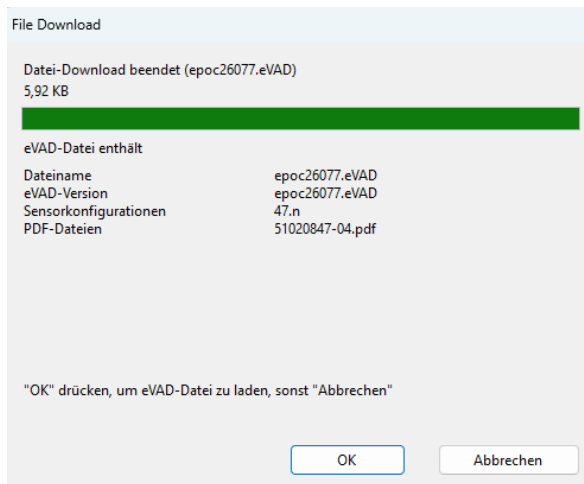 File Download
Datei-Download beendet (epoc26077.eVAD)
5,92 KB
eVAD-Datei enthält
Dateiname epoc26077.eVAD
eVAD-Version epoc26077.eVAD
Sensorkonfigurationen 47.n
PDF-Dateien 51020847-04.pdf
"OK" drücken, um eVAD-Datei zu laden, sonst "Abbrechen"
OK Abbrechen